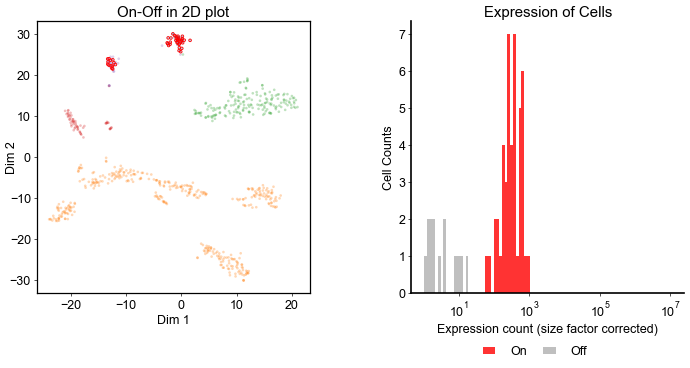 On-Off in 2D plot
30
20
10
0
−10
−20
−30
Dim 2
−20 −10 0 10 20
Dim 1
Expression of Cells
7
6
5
4
3
2
1
0
Cell Counts
10^1 10^3 10^5 10^7
Expression count (size factor corrected)
On Off